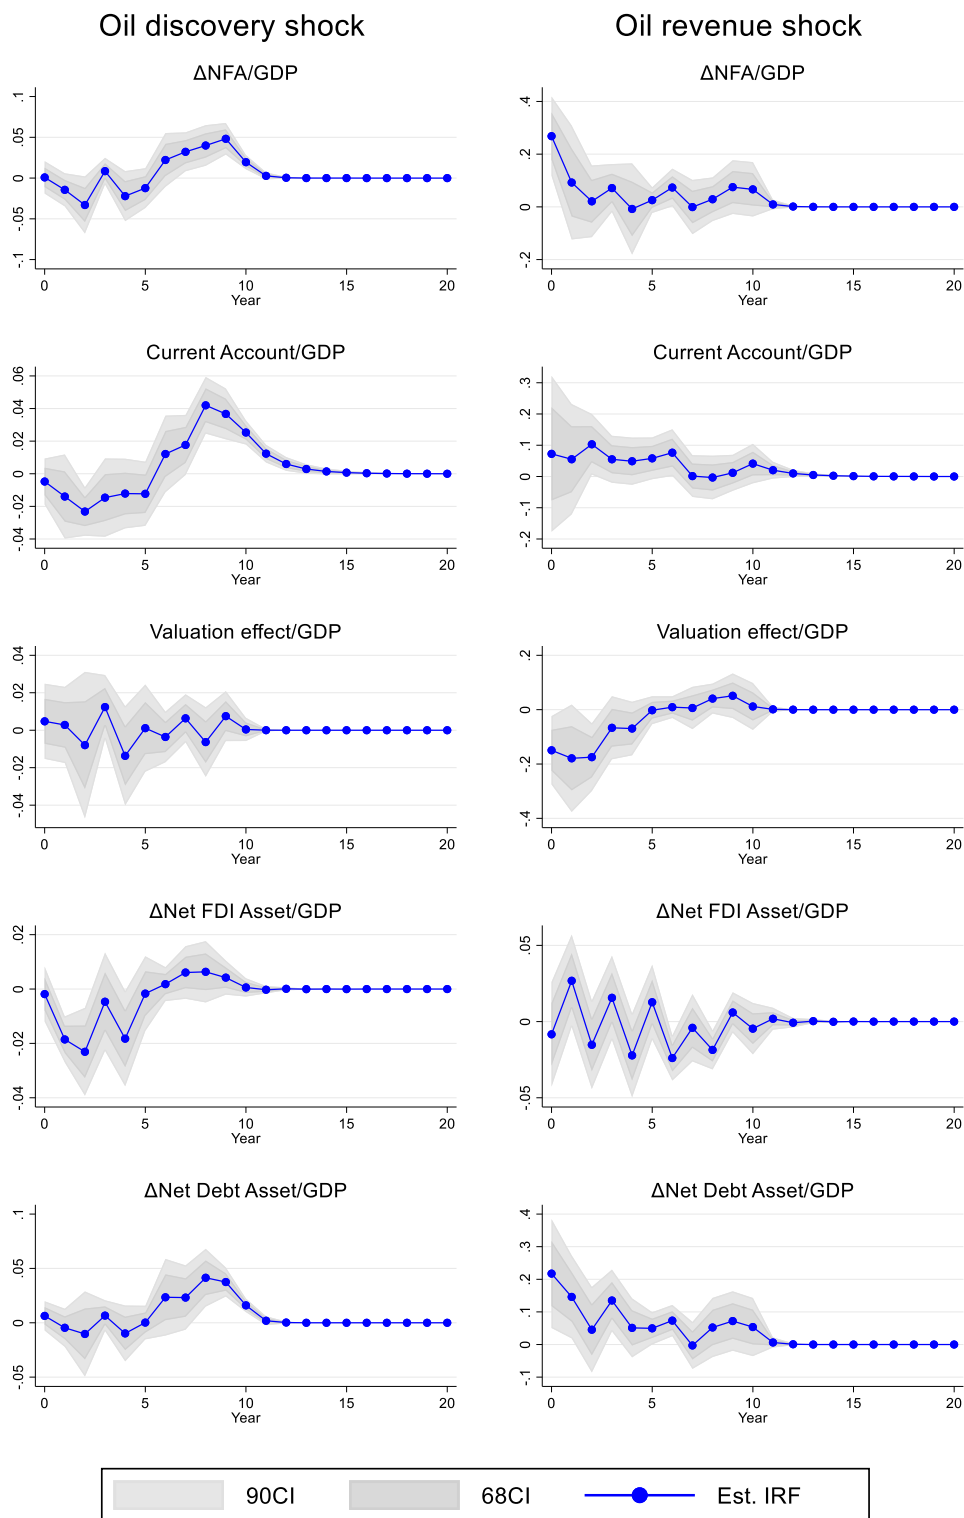 Oil discovery shock
Oil revenue shock
ΔNFA/GDP
.1
.05
0
-.05
-.1
0 5 10 15 20
Year
ΔNFA/GDP
.4
.2
0
-.2
0 5 10 15 20
Year
Current Account/GDP
.06
.04
.02
0
-.02
-.04
0 5 10 15 20
Year
Current Account/GDP
.3
.2
.1
0
-.1
-.2
0 5 10 15 20
Year
Valuation effect/GDP
.04
.02
0
-.02
-.04
0 5 10 15 20
Year
Valuation effect/GDP
.2
0
-.2
-.4
0 5 10 15 20
Year
ΔNet FDI Asset/GDP
.02
0
-.02
-.04
0 5 10 15 20
Year
ΔNet FDI Asset/GDP
.05
0
-.05
0 5 10 15 20
Year
ΔNet Debt Asset/GDP
.1
.05
0
-.05
0 5 10 15 20
Year
ΔNet Debt Asset/GDP
.4
.3
.2
.1
0
-.1
0 5 10 15 20
Year
90CI 68CI Est. IRF